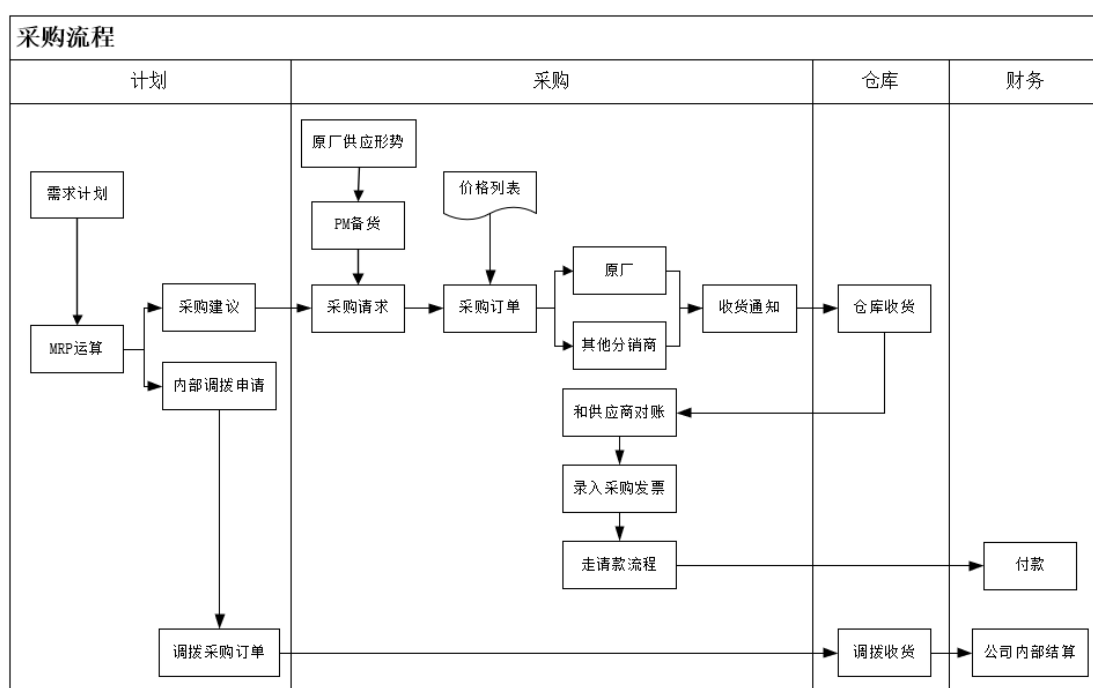 采购流程
计划
采购
仓库
财务
原厂供应形势
需求计划
价格列表
PM备货
原厂
采购建议
采购请求
采购订单
收货通知
仓库收货
MRP运算
其他分销商
内部调拨申请
和供应商对账
录入采购发票
走请款流程
付款
调拨采购订单
调拨收货
公司内部结算